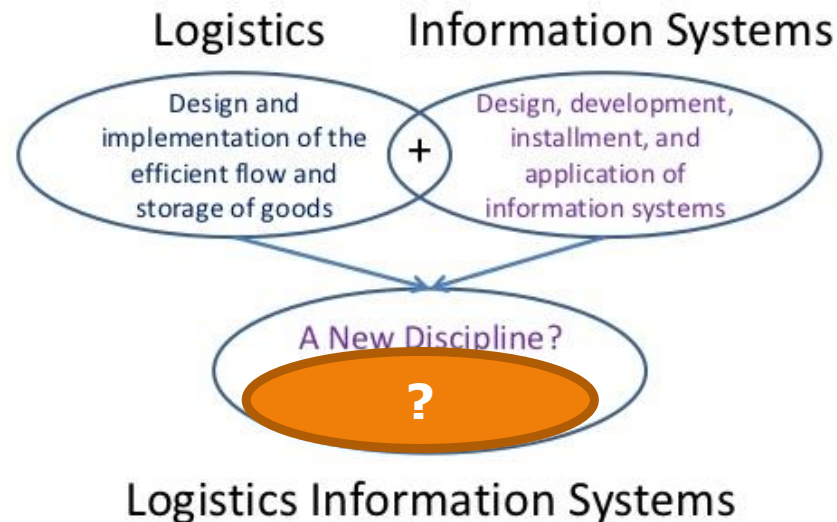 Logistics
Information Systems
Design and
implementation of the
efficient flow and
storage of goods
+
Design, development,
installment, and
application of
information systems
A New Discipline?
?
Logistics Information Systems